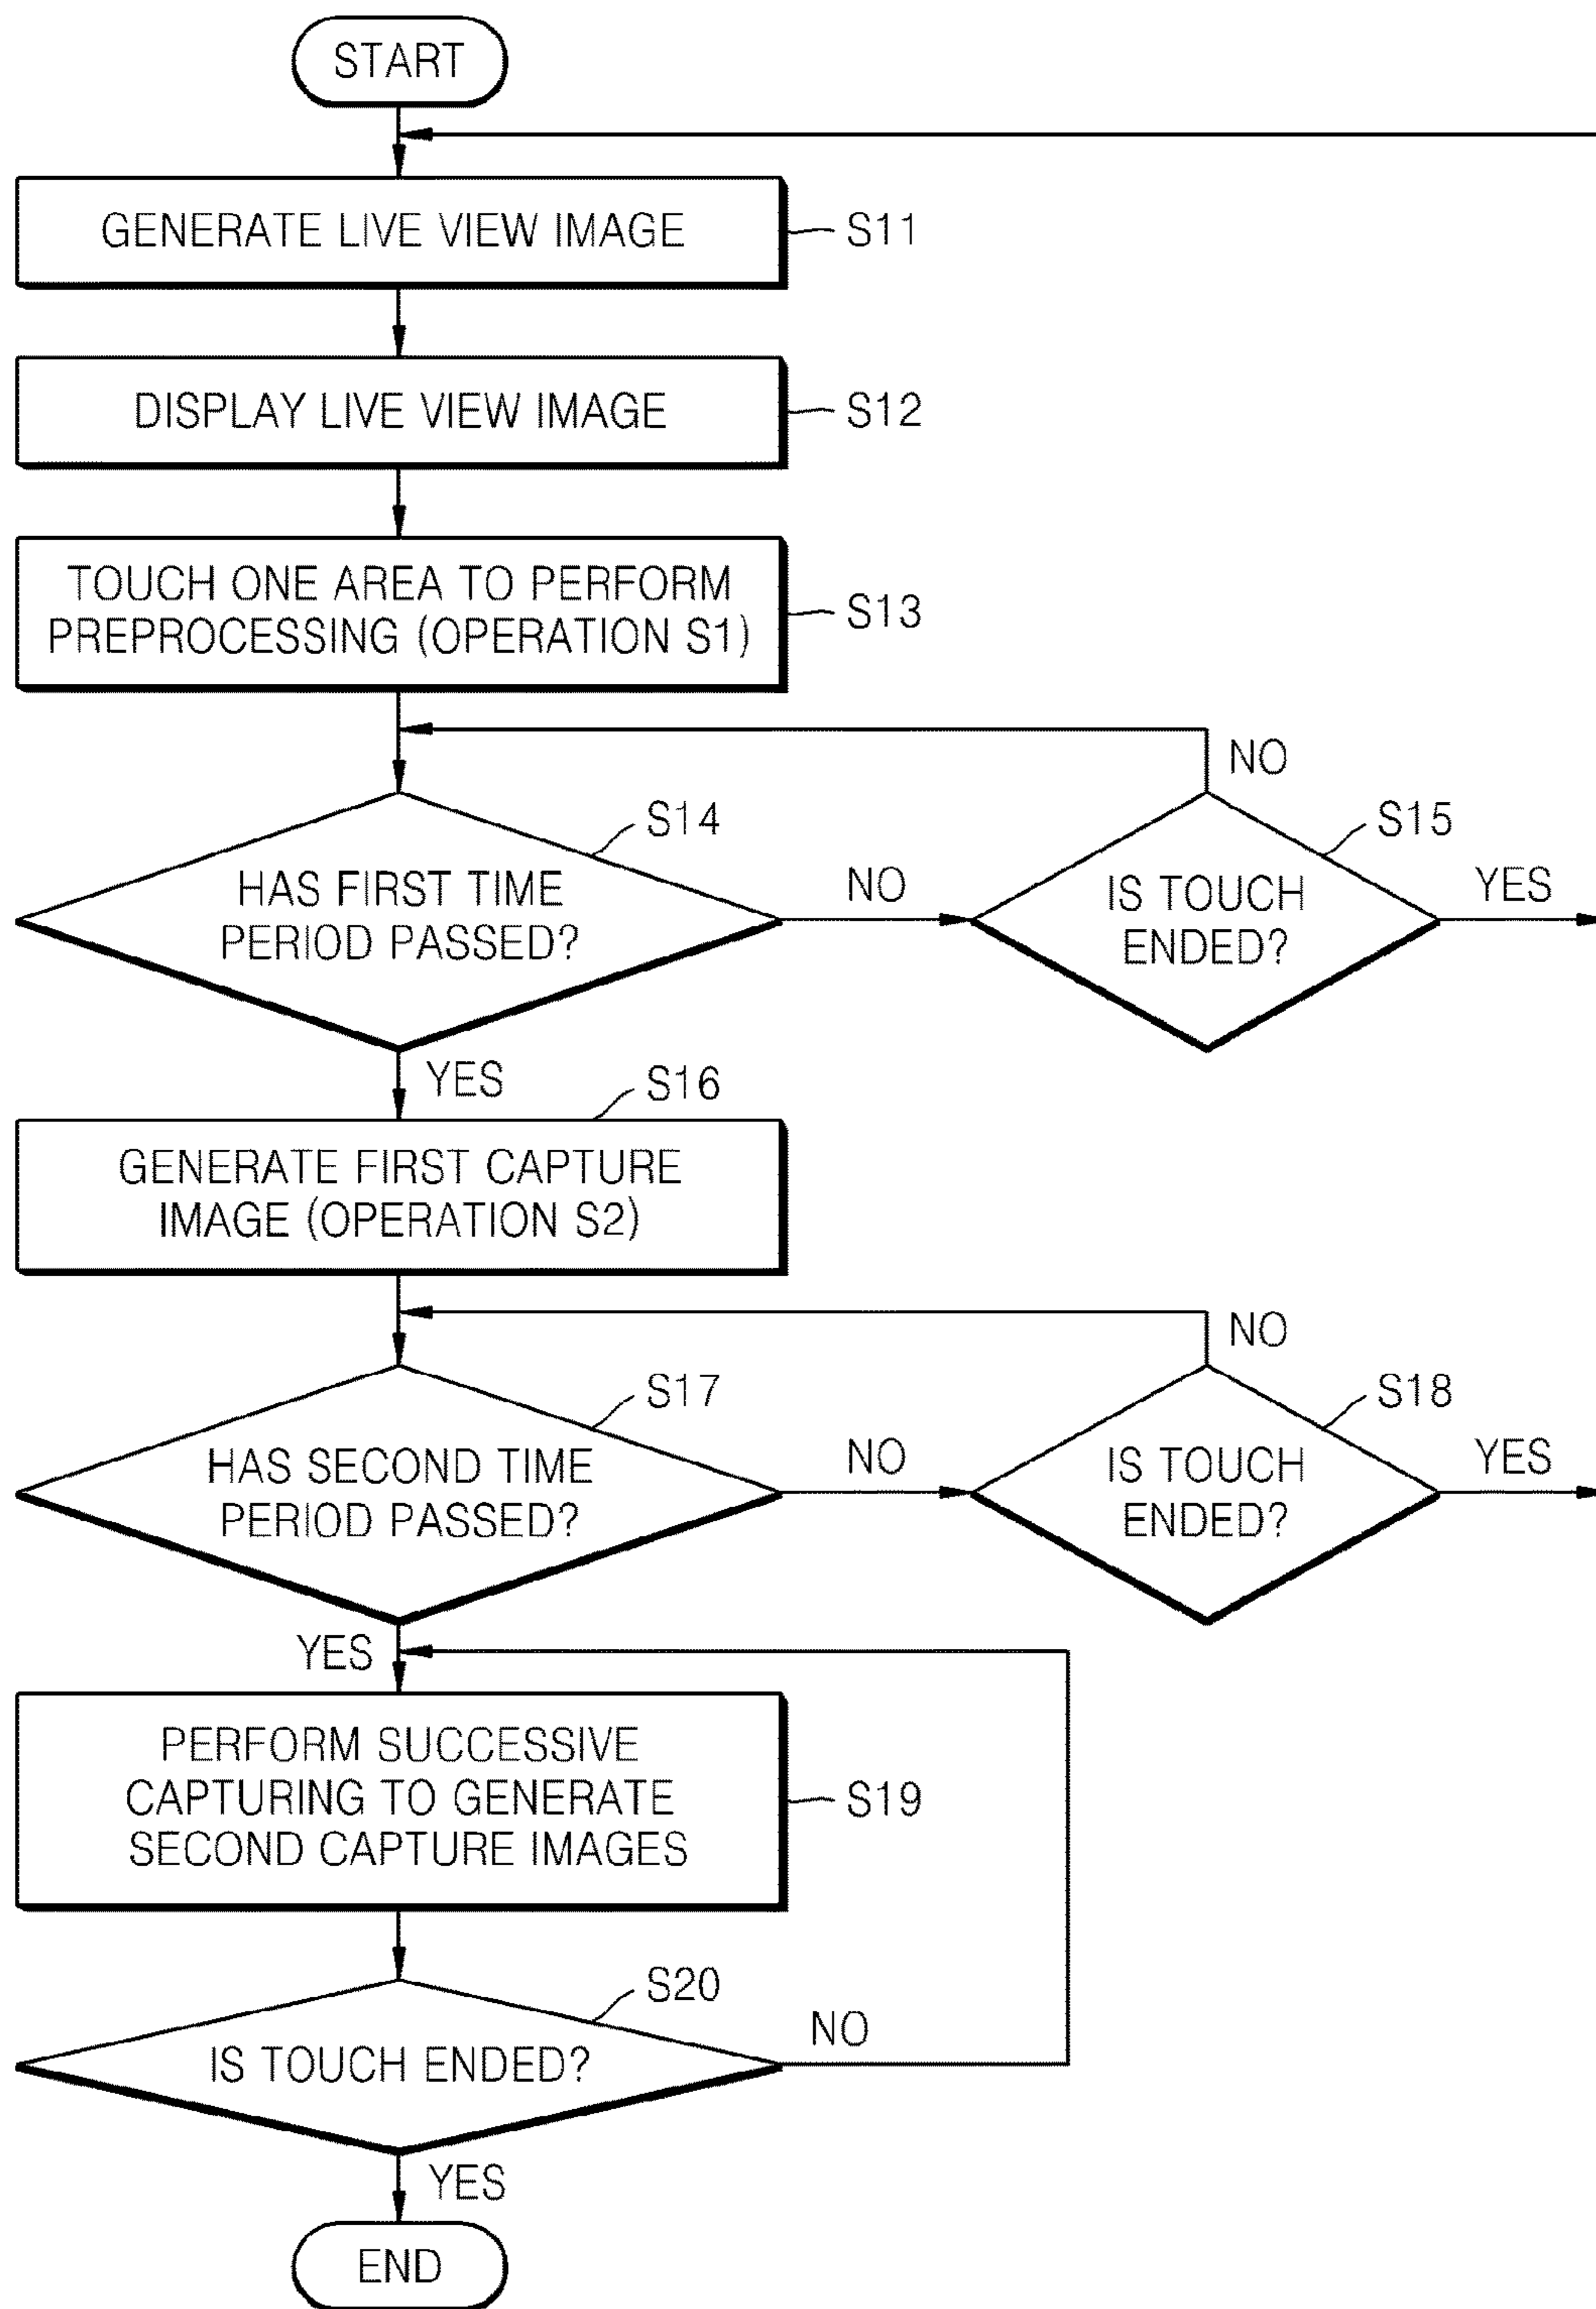 START
GENERATE LIVE VIEW IMAGE
S11
DISPLAY LIVE VIEW IMAGE
S12
TOUCH ONE AREA TO PERFORM
PREPROCESSING (OPERATION S1)
S13
NO
S14
S15
HAS FIRST TIME
PERIOD PASSED?
NO
IS TOUCH
ENDED?
YES
YES
S16
GENERATE FIRST CAPTURE
IMAGE (OPERATION S2)
NO
S17
S18
HAS SECOND TIME
PERIOD PASSED?
NO
IS TOUCH
ENDED?
YES
YES
PERFORM SUCCESSIVE
CAPTURING TO GENERATE
SECOND CAPTURE IMAGES
S19
S20
IS TOUCH ENDED?
NO
YES
END